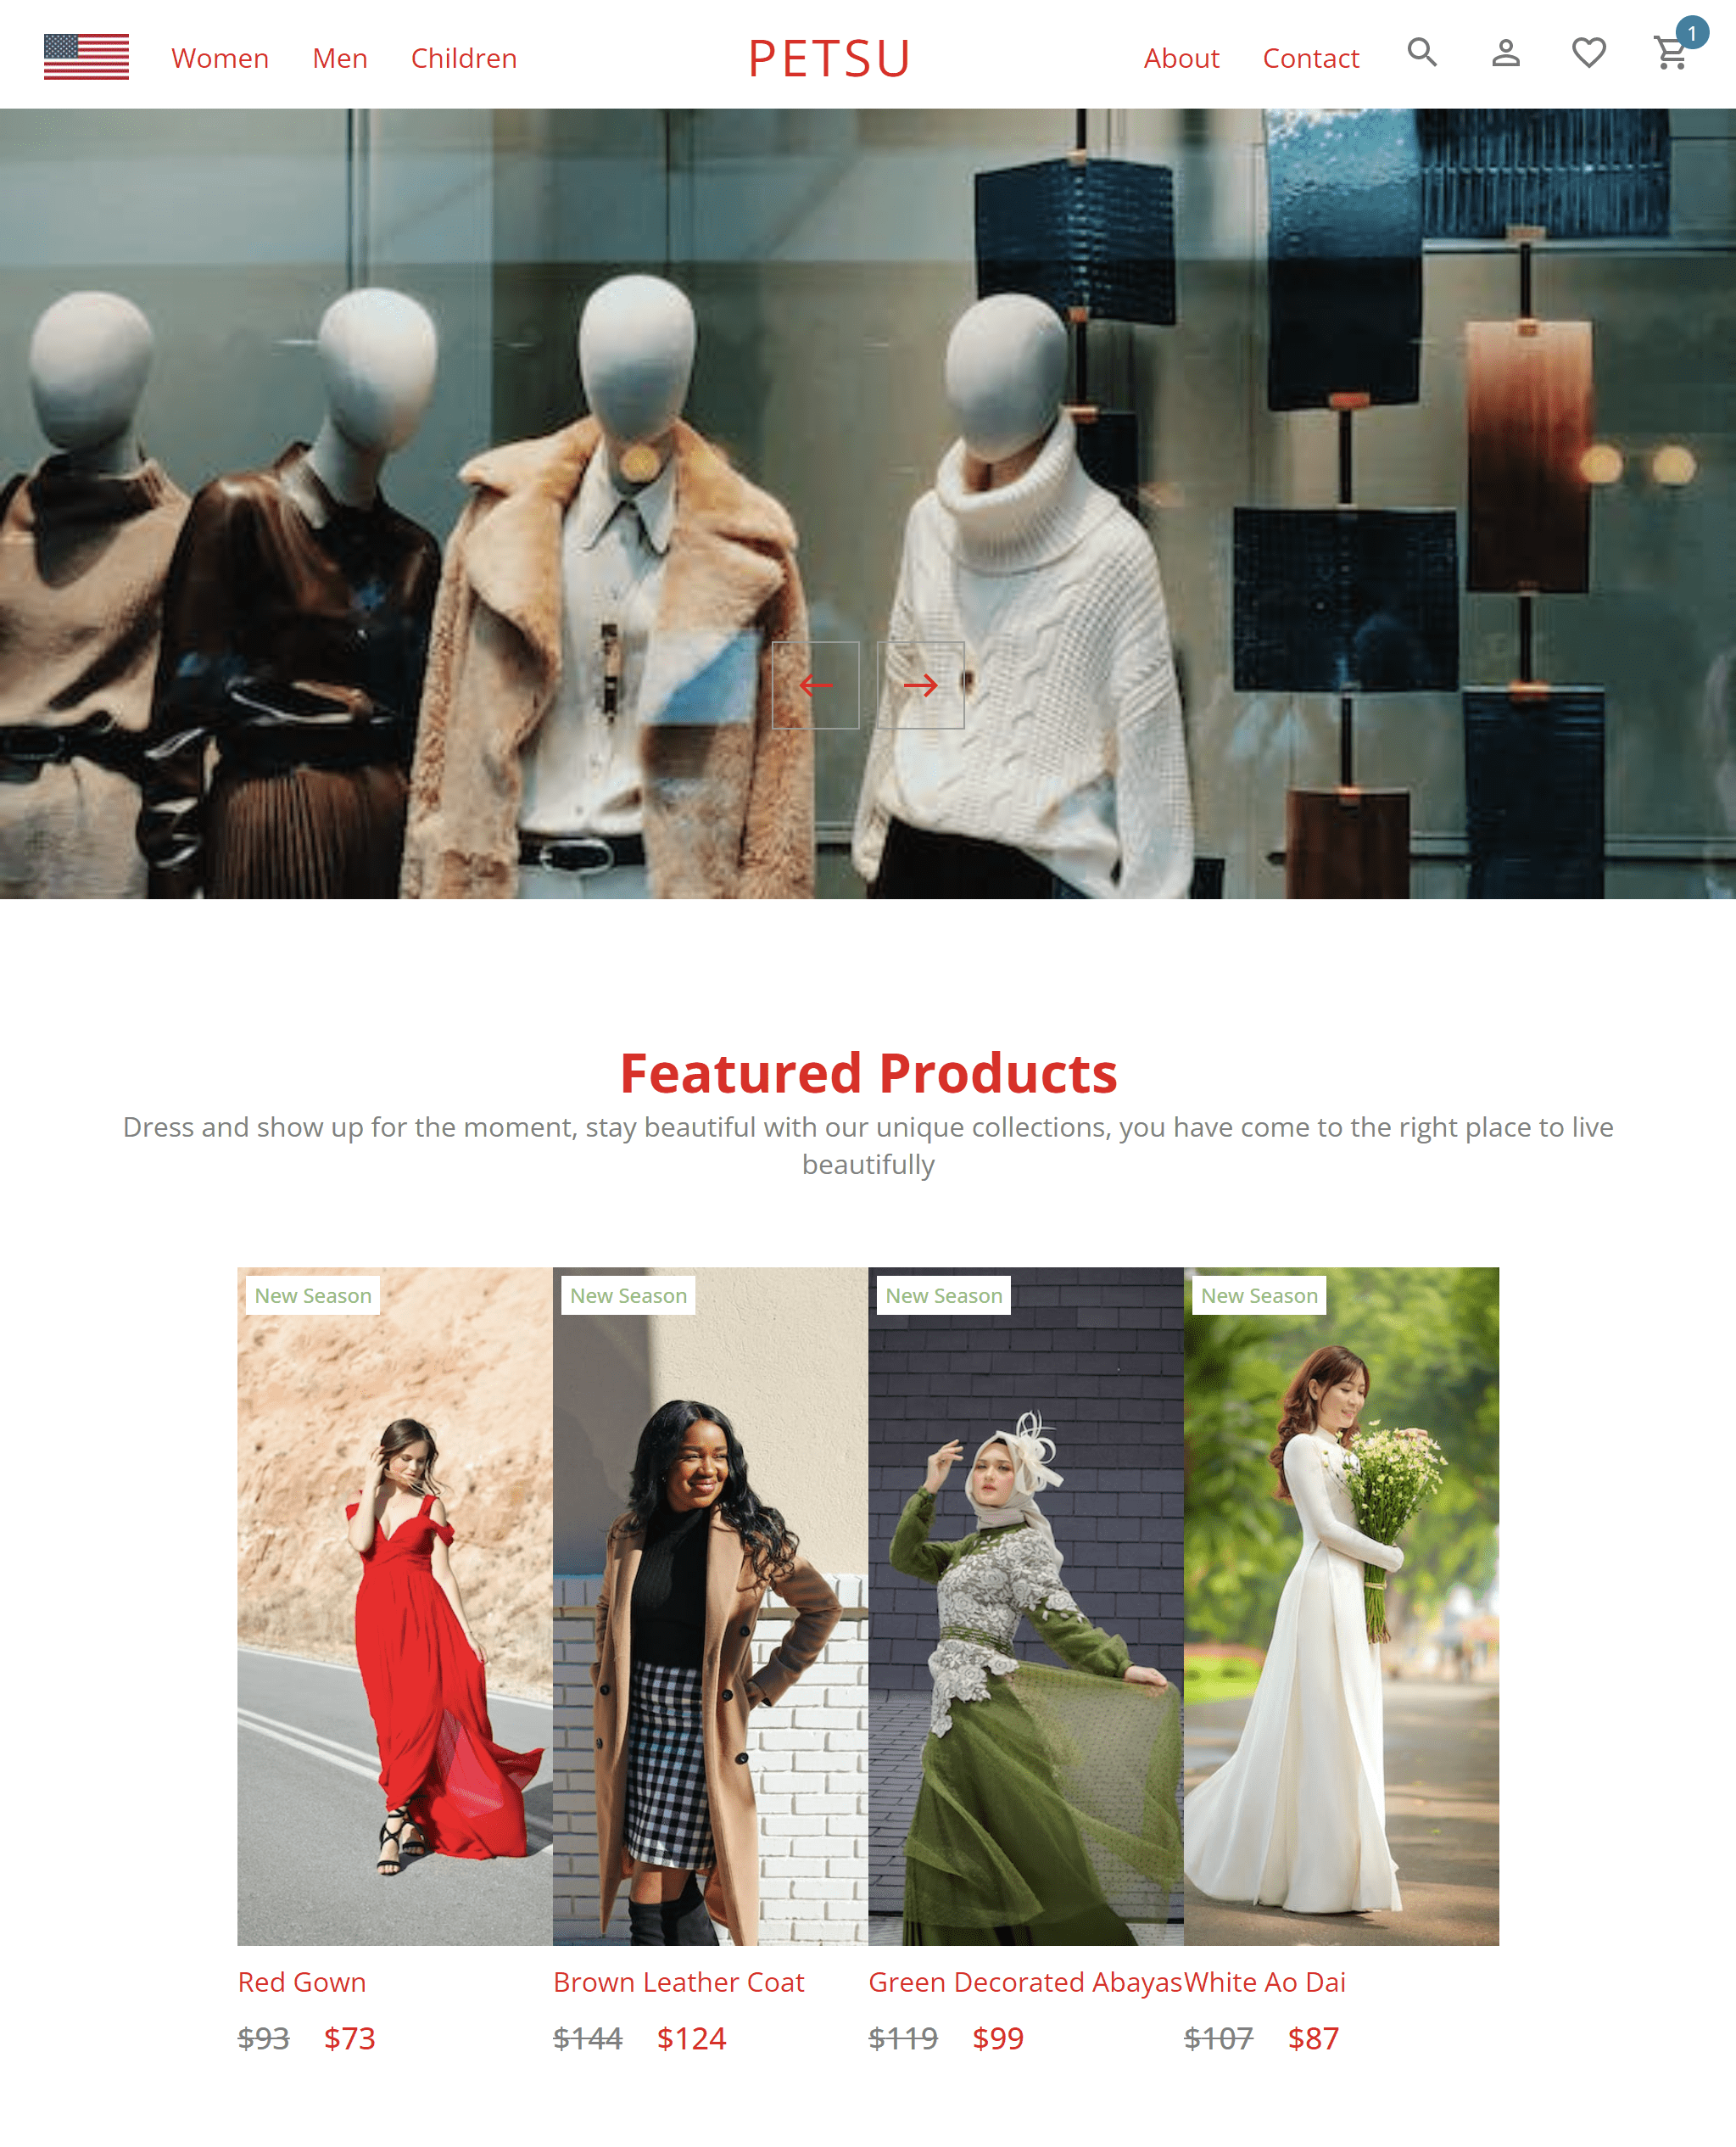 Women Men Children PETSU About Contact 1
Featured Products
Dress and show up for the moment, stay beautiful with our unique collections, you have come to the right place to live
beautifully
New Season New Season New Season New Season
Red Gown Brown Leather Coat Green Decorated Abayas White Ao Dai
$93 $73 $144 $124 $119 $99 $107 $87